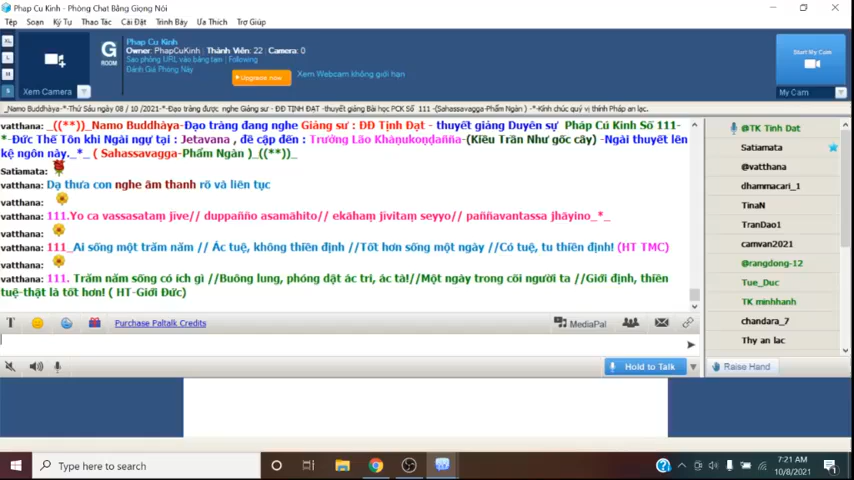 Phap Cu Kinh - Phòng Chat Bằng Giọng Nói
Tệp Soạn Ký Tự Thao Tác Cài Đặt Trình Bày Ưa Thích Trợ Giúp
XL
L
M
S
Xem Camera
G
ROOM
Phap Cu Kinh
Owner: PhapCuKinh | Thành Viên: 22 | Camera: 0
Sao phỏng URL vào bảng tạm | Following
Đánh Giá Phòng Này
Upgrade now
Xem Webcam không giới hạn
Start My Cam
My Cam
_Namo Buddhàya-*-Thứ Sáu ngày 08 / 10 /2021-*-Đạo tràng được nghe Giảng sư - ĐĐ TỊNH ĐẠT -thuyết giảng Bài học PCK Số 111 -(Sahassavagga-Phẩm Ngàn ) -*-Kính chúc quý vị thính Pháp an lạc.
vatthana: _((**))_Namo Buddhàya-Đạo tràng đang nghe Giảng sư : ĐĐ Tịnh Đạt - thuyết giảng Duyên sự Pháp Cú Kinh Số 111-
*-Đức Thế Tôn khi Ngài ngự tại : Jetavana , đề cập đến : Trưởng Lão Khàṇukoṇḍañña-(Kiều Trần Như gốc cây) -Ngài thuyết lên
kệ ngôn này._*_ ( Sahassavagga-Phẩm Ngàn )_((**))_
Satiamata:
vatthana: Dạ thưa con nghe âm thanh rõ và liên tục
vatthana:
vatthana: 111.Yo ca vassasataṃ jīve// duppañño asamāhito// ekāhaṃ jīvitaṃ seyyo// paññavantassa jhāyino_*_
vatthana:
vatthana: 111_Ai sống một trăm năm // Ác tuệ, không thiền định //Tốt hơn sống một ngày //Có tuệ, tu thiền định! (HT TMC)
vatthana:
vatthana: 111. Trăm năm sống có ích gì //Buông lung, phóng dật ác tri, ác tà!//Một ngày trong cõi người ta //Giới định, thiền
tuệ-thật là tốt hơn! ( HT-Giới Đức)
@TK Tinh Dat
Satiamata
@vatthana
dhammacari_1
TinaN
TranDao1
camvan2021
@rangdong-12
Tue_Duc
TK minhhanh
chandara_7
Thy an lac
T
Purchase Paltalk Credits
MediaPal
Hold to Talk
Raise Hand
Type here to search
7:21 AM
10/8/2021
1